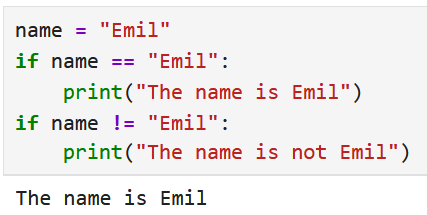 name = "Emil"
if name == "Emil":
    print("The name is Emil")
if name != "Emil":
    print("The name is not Emil")
The name is Emil